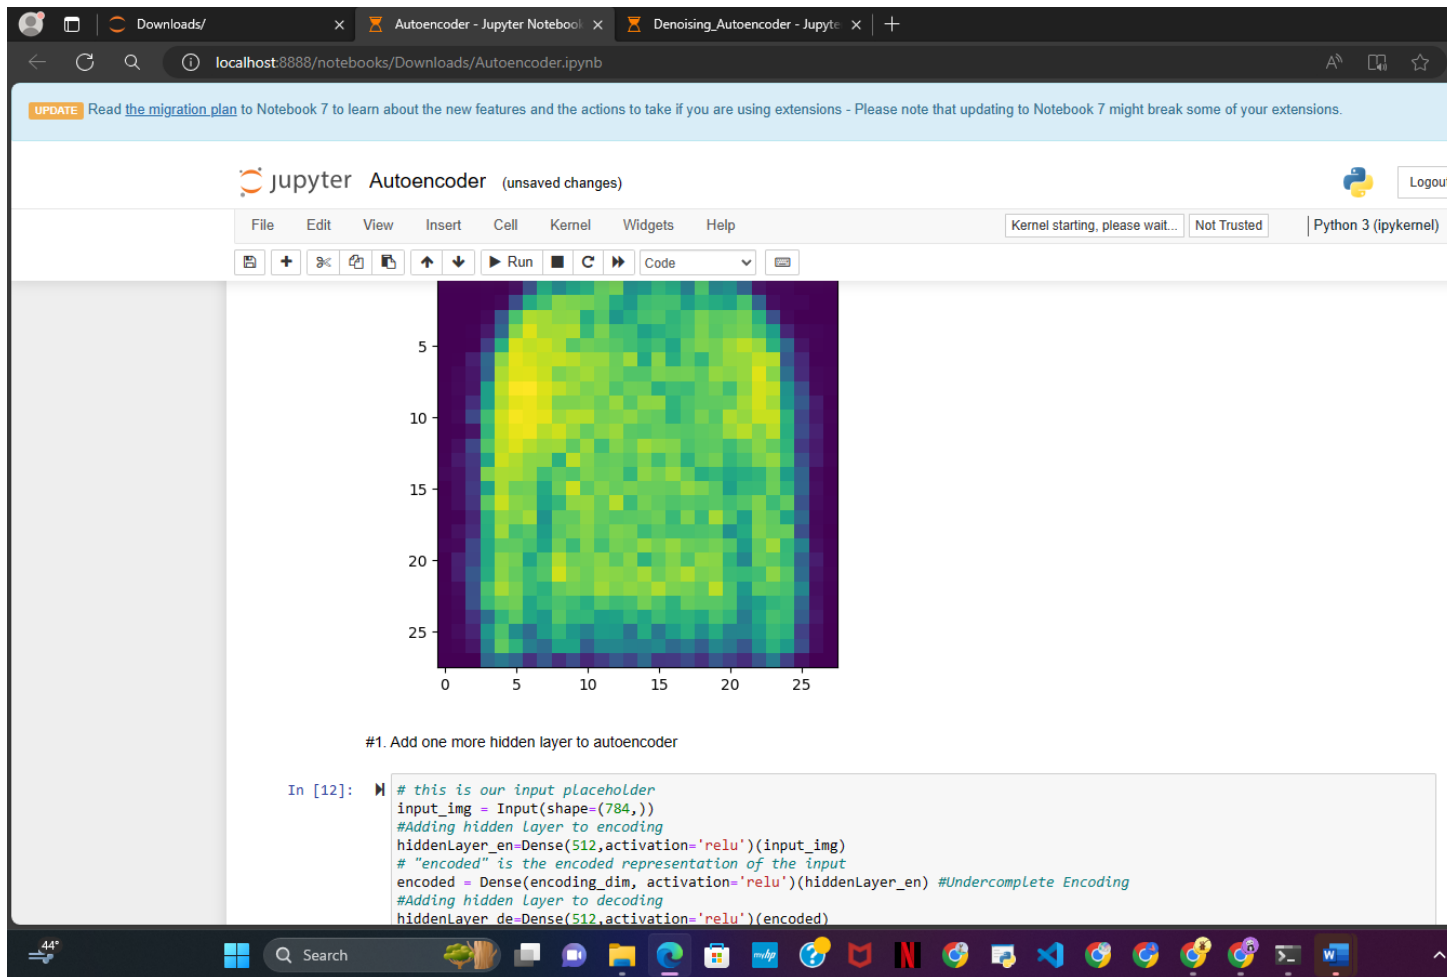 Downloads/
Autoencoder - Jupyter Notebook
Denoising_Autoencoder - Jupyte
localhost:8888/notebooks/Downloads/Autoencoder.ipynb
UPDATE Read the migration plan to Notebook 7 to learn about the new features and the actions to take if you are using extensions - Please note that updating to Notebook 7 might break some of your extensions.
jupyter Autoencoder (unsaved changes)
Logout
File Edit View Insert Cell Kernel Widgets Help
Kernel starting, please wait... Not Trusted Python 3 (ipykernel)
Run Code
5
10
15
20
25
0 5 10 15 20 25
#1. Add one more hidden layer to autoencoder
In [12]: # this is our input placeholder
input_img = Input(shape=(784,))
#Adding hidden layer to encoding
hiddenLayer_en=Dense(512,activation='relu')(input_img)
# "encoded" is the encoded representation of the input
encoded = Dense(encoding_dim, activation='relu')(hiddenLayer_en) #Undercomplete Encoding
#Adding hidden layer to decoding
hiddenLayer_de=Dense(512,activation='relu')(encoded)
44°
Search
myhp